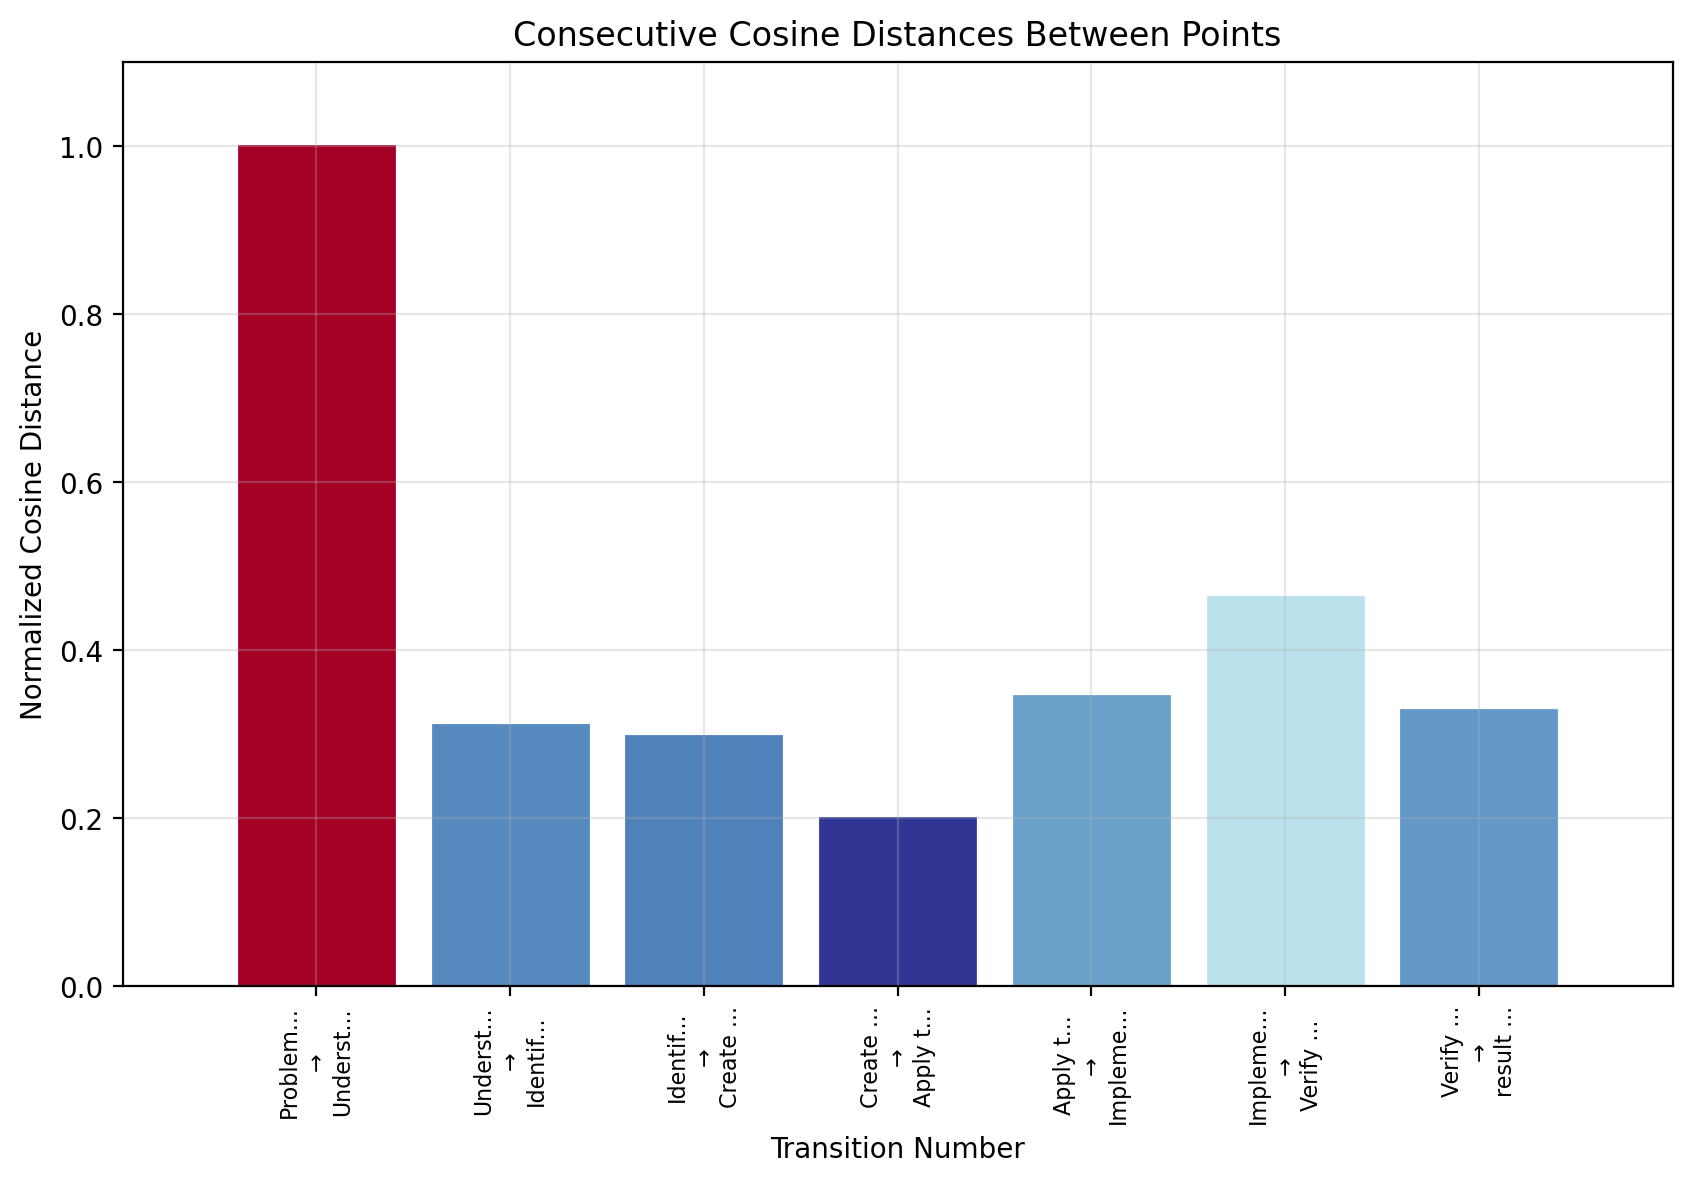 Consecutive Cosine Distances Between Points
Normalized Cosine Distance
1.0
0.8
0.6
0.4
0.2
0.0
Problem...
→
Underst...
Underst...
→
Identif...
Identif...
→
Create ...
Create ...
→
Apply t...
Apply t...
→
Impleme...
Impleme...
→
Verify ...
Verify ...
→
result ...
Transition Number